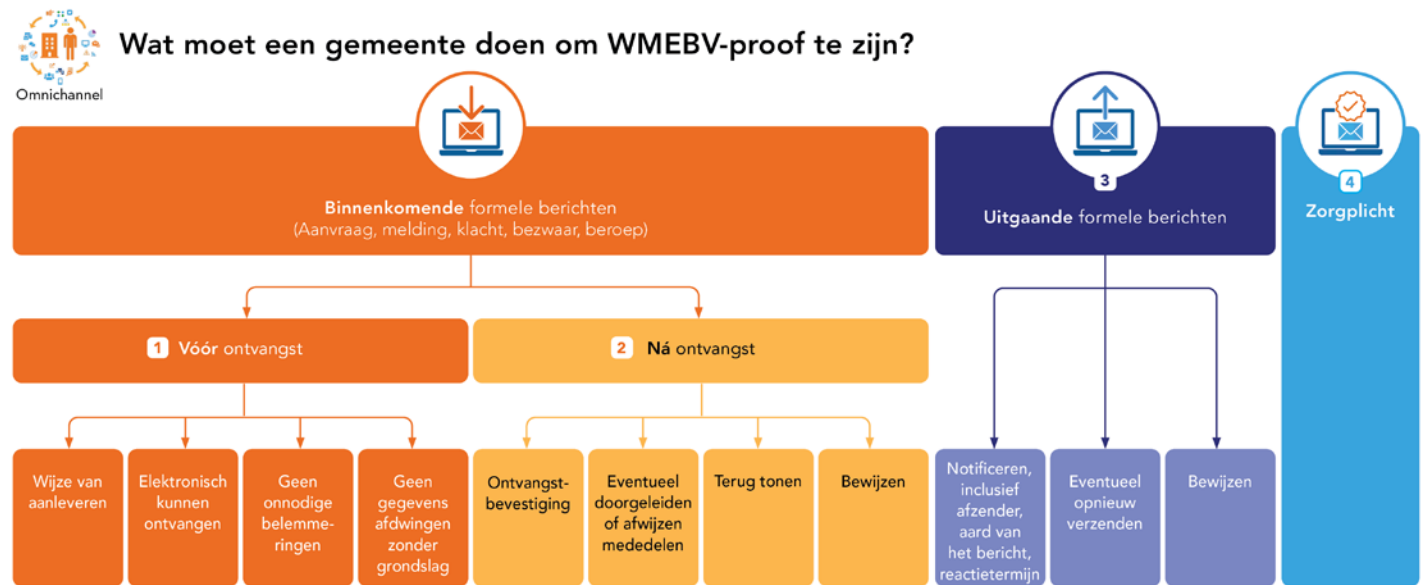 Omnichannel
Wat moet een gemeente doen om WMEBV-proof te zijn?
Binnenkomende formele berichten
(Aanvraag, melding, klacht, bezwaar, beroep)
3
Uitgaande formele berichten
4
Zorgplicht
1 Vóór ontvangst
2 Ná ontvangst
Wijze van
aanleveren
Elektronisch
kunnen
ontvangen
Geen
onnodige
belemme-
ringen
Geen
gegevens
afdwingen
zonder
grondslag
Ontvangst-
bevestiging
Eventueel
doorgeleiden
of afwijzen
mededelen
Terug tonen
Bewijzen
Notificeren,
inclusief
afzender,
aard van
het bericht,
reactietermijn
Eventueel
opnieuw
verzenden
Bewijzen